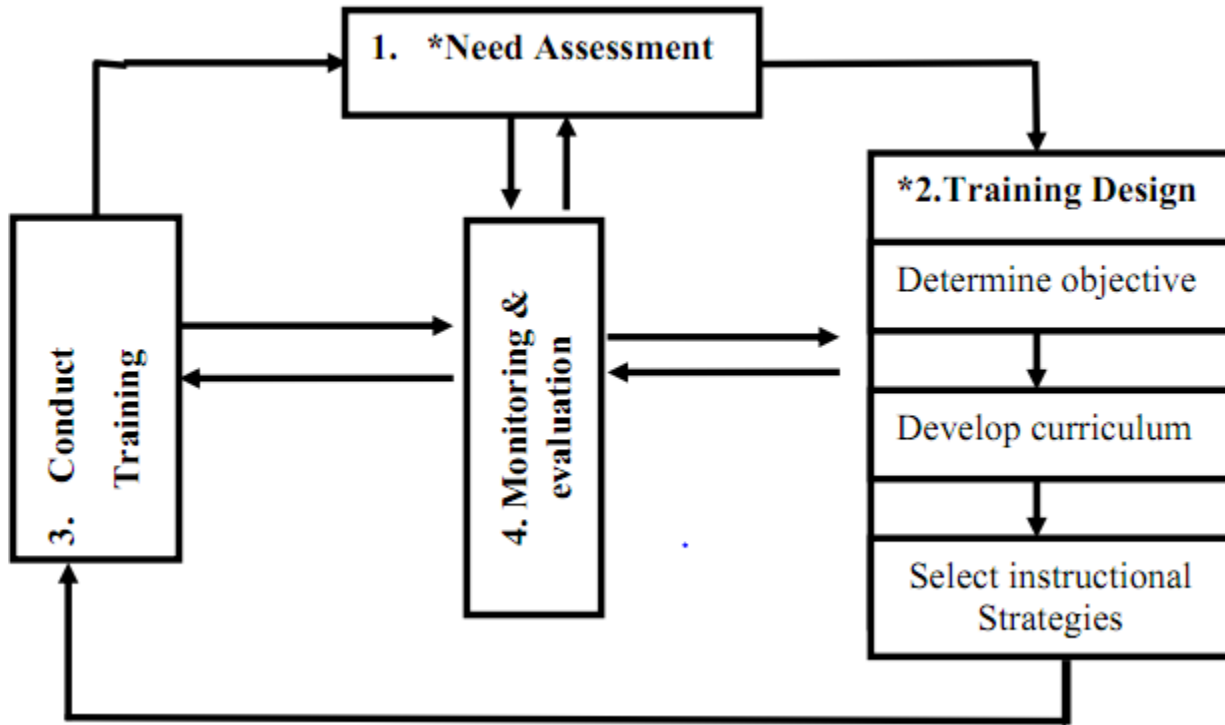 1. *Need Assessment
*2.Training Design
Determine objective
Develop curriculum
Select instructional
Strategies
3. Conduct
Training
4. Monitoring &
evaluation